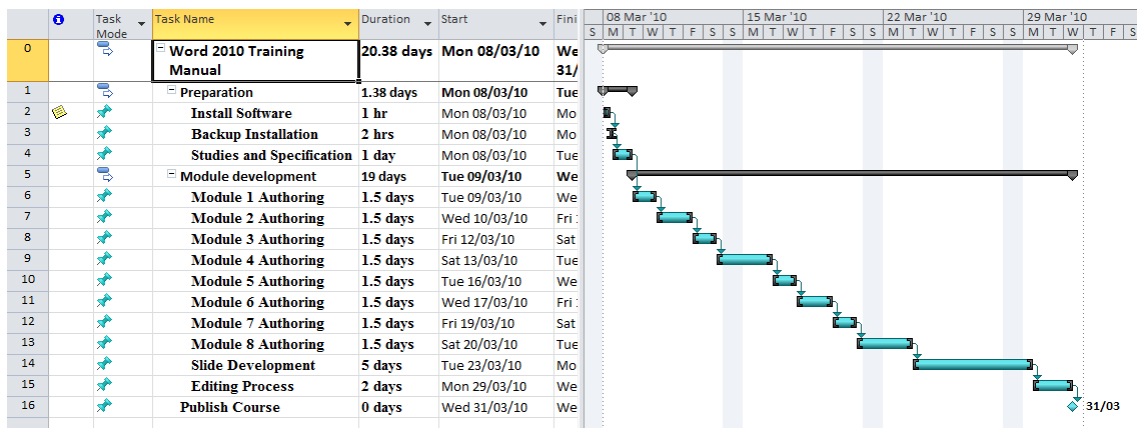 Task Mode Task Name Duration Start Fini 08 Mar '10 15 Mar '10 22 Mar '10 29 Mar '10
S M T W T F S S M T W T F S S M T W T F S S M T W T F S
0 Word 2010 Training Manual 20.38 days Mon 08/03/10 We 31/
1 Preparation 1.38 days Mon 08/03/10 Tue
2 Install Software 1 hr Mon 08/03/10 Mo
3 Backup Installation 2 hrs Mon 08/03/10 Mo
4 Studies and Specification 1 day Mon 08/03/10 Tue
5 Module development 19 days Tue 09/03/10 We
6 Module 1 Authoring 1.5 days Tue 09/03/10 We
7 Module 2 Authoring 1.5 days Wed 10/03/10 Fri
8 Module 3 Authoring 1.5 days Fri 12/03/10 Sat
9 Module 4 Authoring 1.5 days Sat 13/03/10 Tue
10 Module 5 Authoring 1.5 days Tue 16/03/10 We
11 Module 6 Authoring 1.5 days Wed 17/03/10 Fri
12 Module 7 Authoring 1.5 days Fri 19/03/10 Sat
13 Module 8 Authoring 1.5 days Sat 20/03/10 Tue
14 Slide Development 5 days Tue 23/03/10 Mo
15 Editing Process 2 days Mon 29/03/10 We
16 Publish Course 0 days Wed 31/03/10 We 31/03